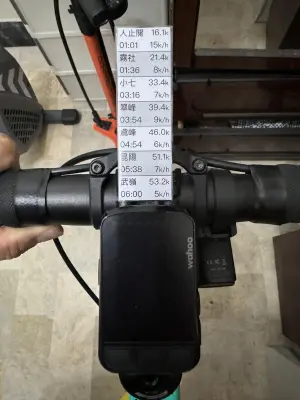 人止關 16.1k
01:01 15k/h
霧社 21.4k
01:36 8k/h
小七 33.4k
03:16 7k/h
翠峰 39.4k
03:54 9k/h
鳶峰 46.0k
04:54 6k/h
昆陽 51.1k
05:38 7k/h
武嶺 53.2k
06:00 5k/h
wahoo